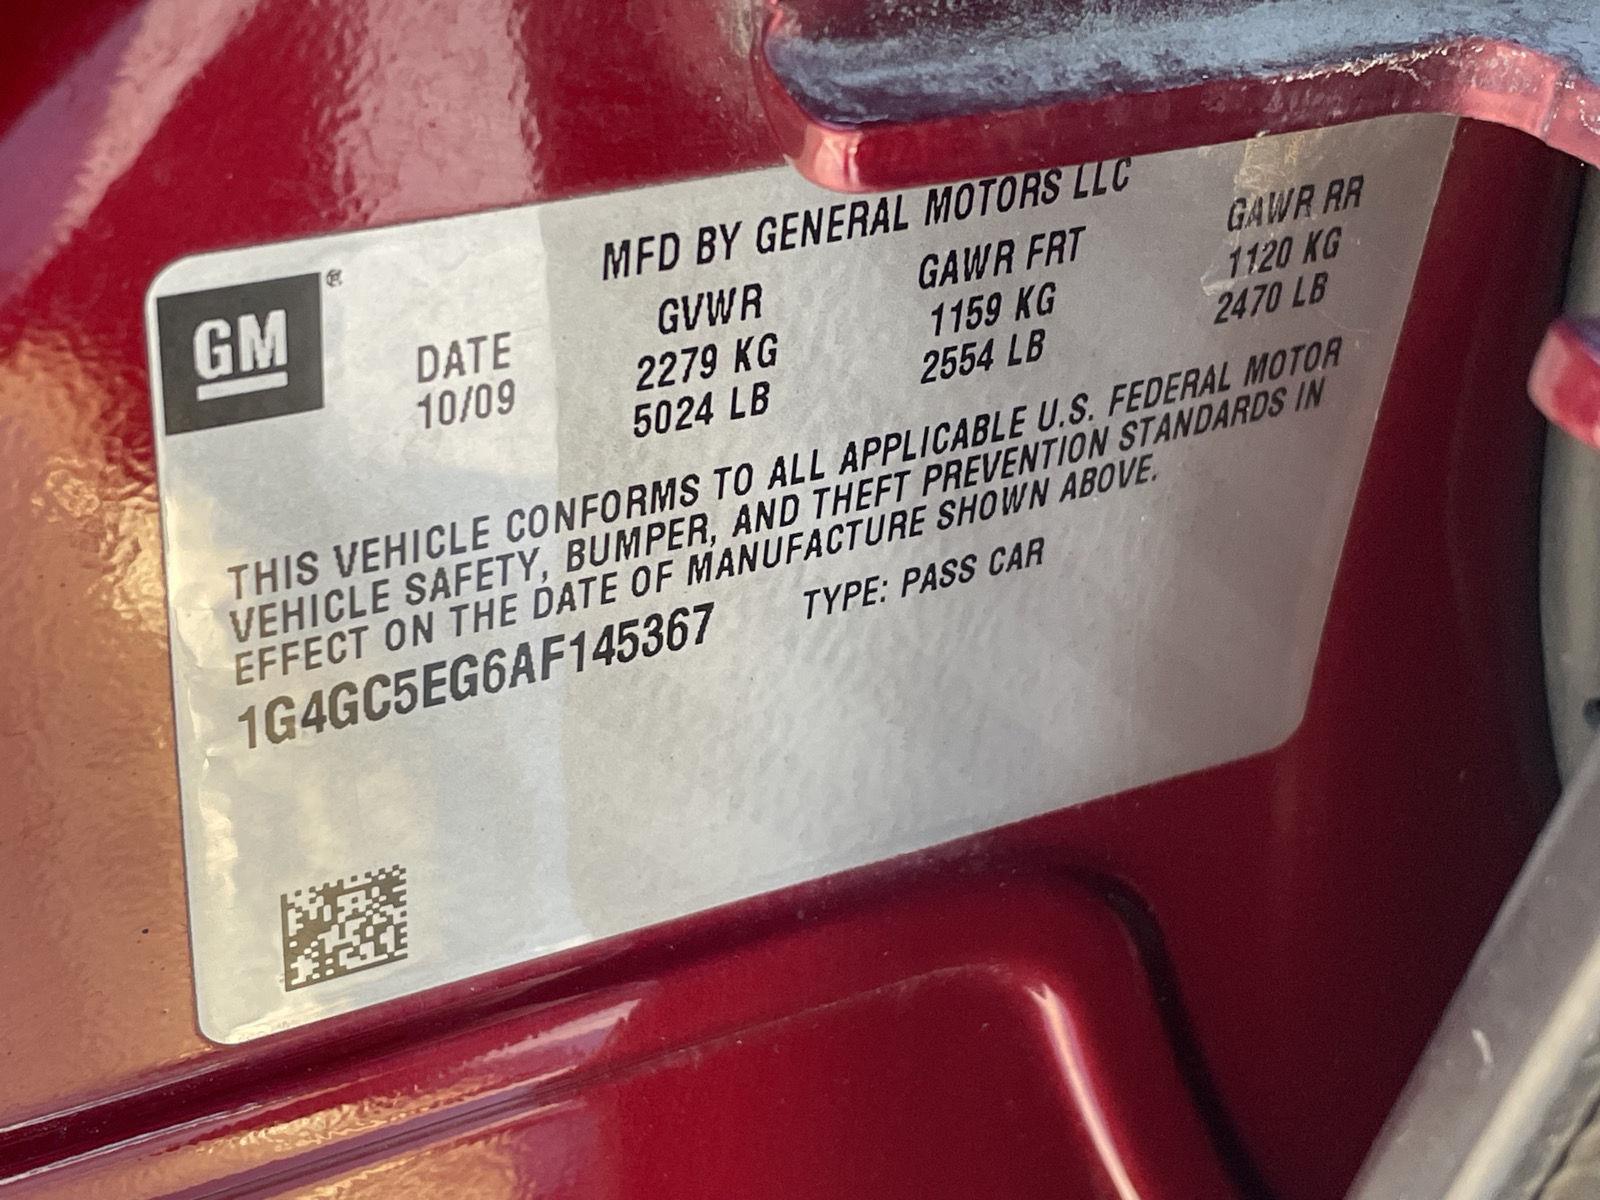 GM®
MFD BY GENERAL MOTORS LLC
DATE GVWR GAWR FRT GAWR RR
10/09 2279 KG 1159 KG 1120 KG
5024 LB 2554 LB 2470 LB
THIS VEHICLE CONFORMS TO ALL APPLICABLE U.S. FEDERAL MOTOR
VEHICLE SAFETY, BUMPER, AND THEFT PREVENTION STANDARDS IN
EFFECT ON THE DATE OF MANUFACTURE SHOWN ABOVE.
1G4GC5EG6AF145367 TYPE: PASS CAR